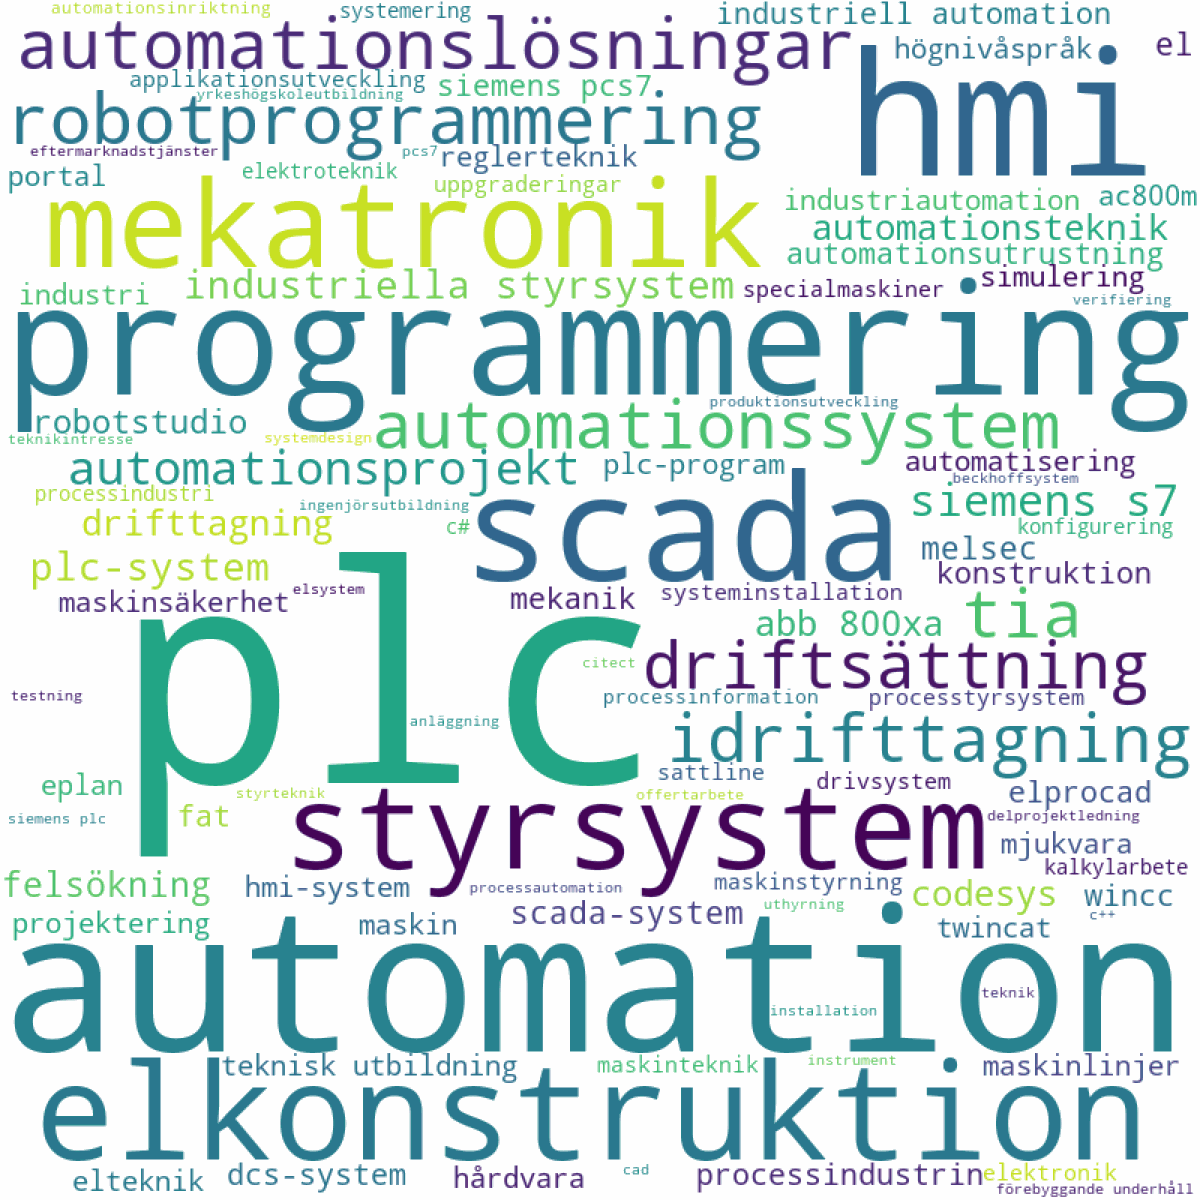 automationsinriktning
systemering
industriell automation
automationslösningar
högnivåspråk
el
applikationsutveckling
siemens pcs7
yrkeshögskoleutbildning
hmi
robotprogrammering
eftermarknadstjänster
pcs7
reglerteknik
portal
elektroteknik
uppgraderingar
industriautomation
ac800m
mekatronik
automationsteknik
automationsutrustning
industri
industriella styrsystem
specialmaskiner
simulering
verifiering
programmering
produktionsutveckling
robotstudio
automationssystem
teknikintresse
systemdesign
automationsprojekt
plc-program
automatisering
beckhoffsystem
processindustri
ingenjörsutbildning
scada
siemens s7
drifttagning
c#
konfigurering
melsec
plc-system
konstruktion
elsystem
maskinsäkerhet
mekanik
systeminstallation
abb 800xa
tia
plc
citect
driftsättning
testning
processinformation
processtyrsystem
anläggning
idrifttagning
sattline
drivsystem
eplan
styrteknik
offertarbete
elprocad
siemens plc
fat
styrsystem
delprojektledning
mjukvara
kalkylarbete
felsökning
hmi-system
processautomation
maskinstyrning
codesys
wincc
uthyrning
projektering
maskin
scada-system
twincat
c++
automation
teknik
installation
teknisk utbildning
maskinteknik
instrument
maskinlinjer
elkonstruktion
elteknik
dcs-system
hårdvara
cad
processindustrin
elektronik
förebyggande underhåll